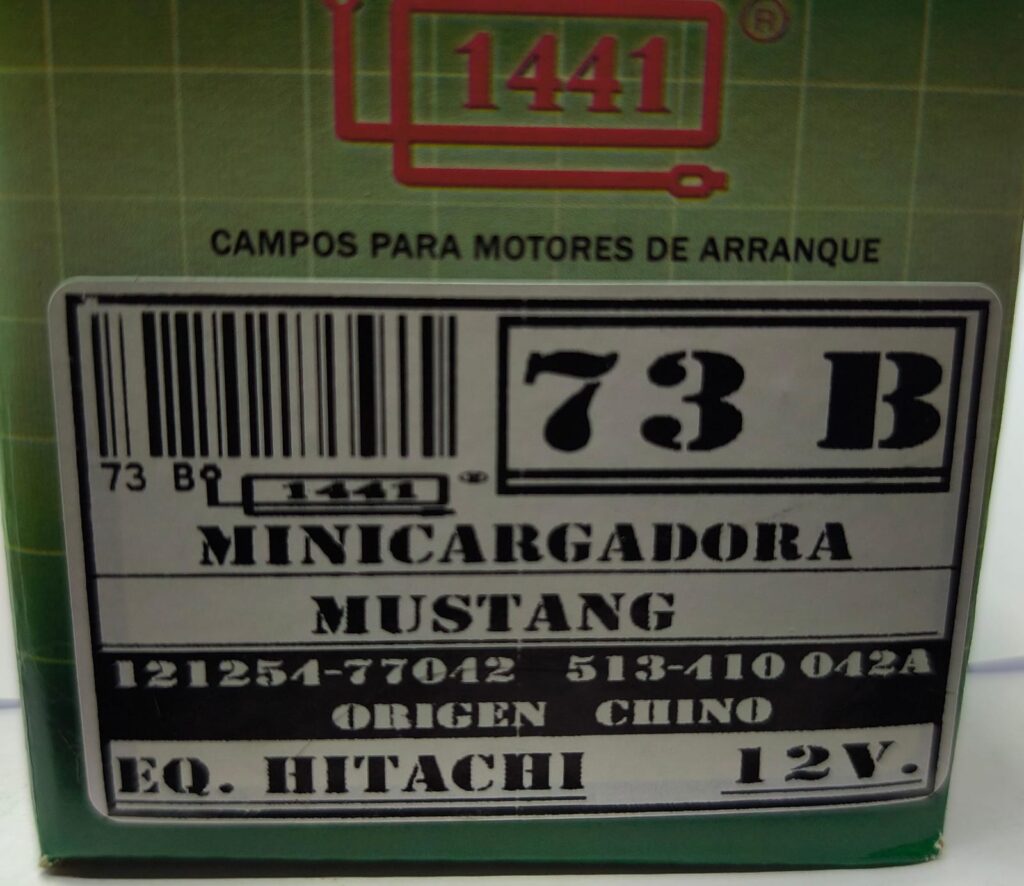 1441 ®
CAMPOS PARA MOTORES DE ARRANQUE
73 B
73 B
1441 ®
MINICARGADORA
MUSTANG
121254-77042 513-410 042A
ORIGEN CHINO
EQ. HITACHI 12V.